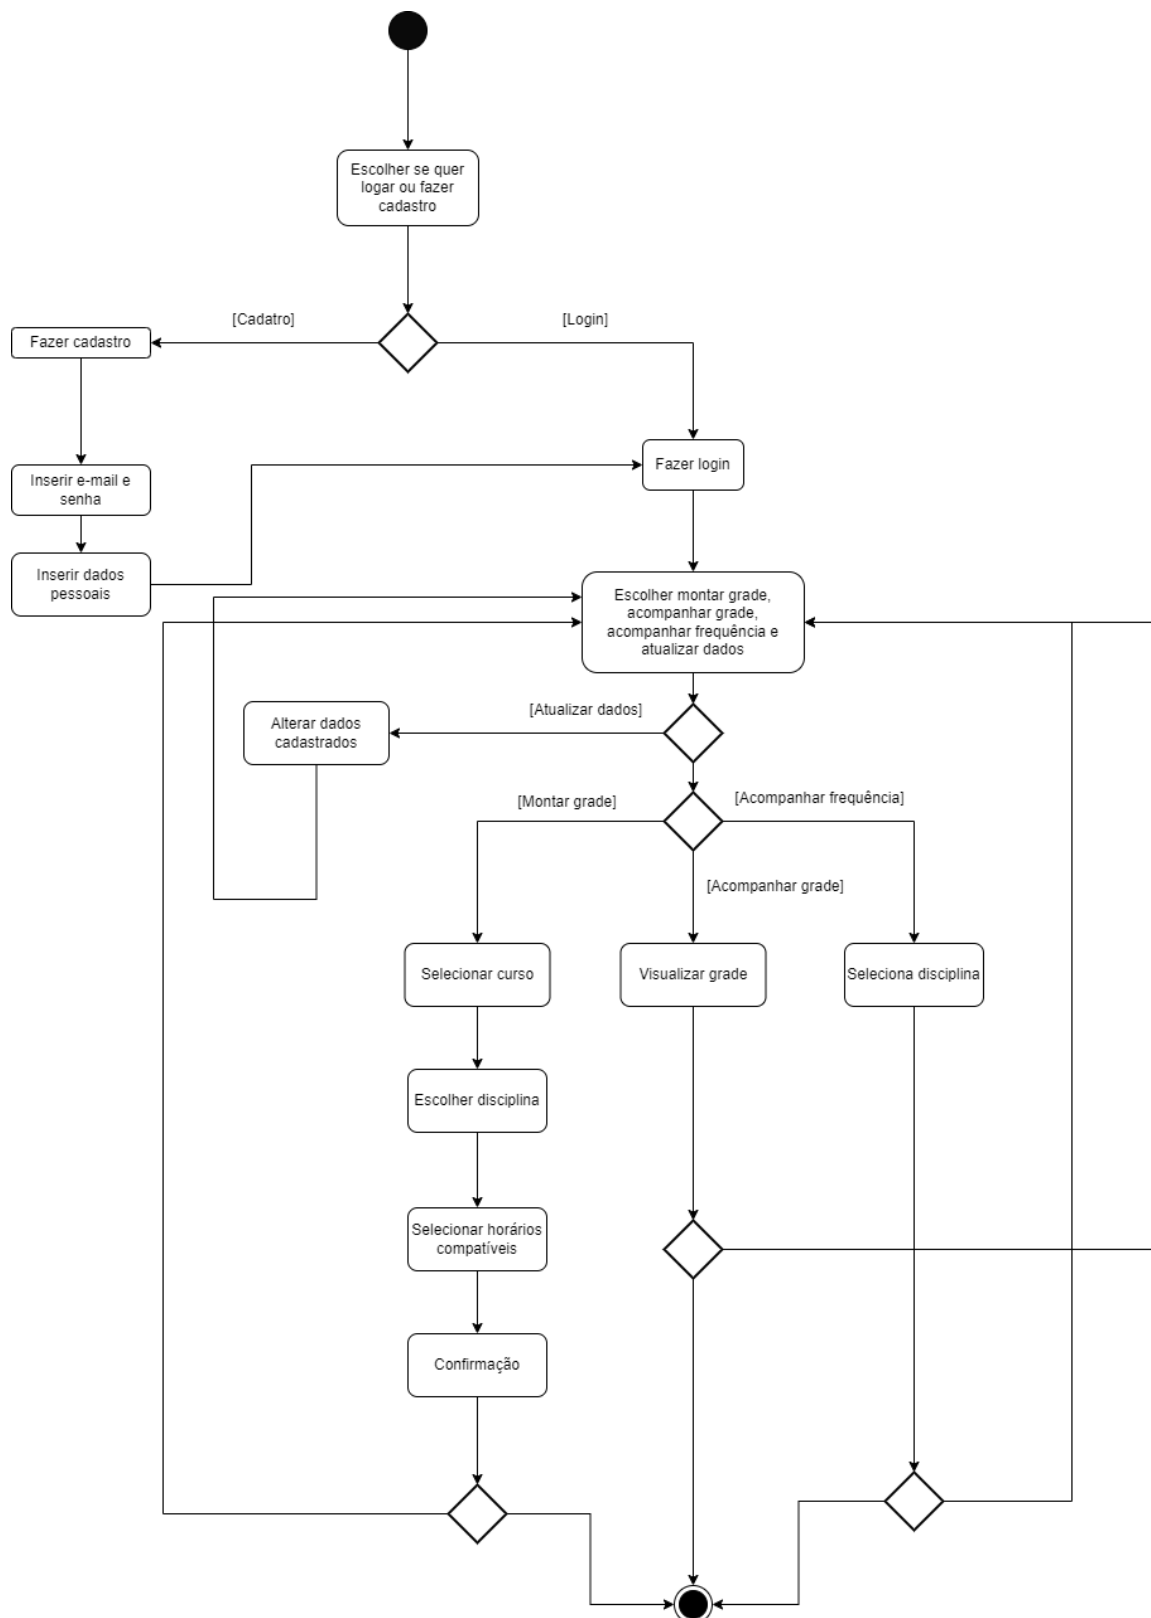 Escolher se quer
logar ou fazer
cadastro
[Cadatro]
[Login]
Fazer cadastro
Fazer login
Inserir e-mail e
senha
Inserir dados
pessoais
Escolher montar grade,
acompanhar grade,
acompanhar frequência e
atualizar dados
[Atualizar dados]
Alterar dados
cadastrados
[Montar grade]
[Acompanhar frequência]
[Acompanhar grade]
Selecionar curso
Visualizar grade
Seleciona disciplina
Escolher disciplina
Selecionar horários
compatíveis
Confirmação